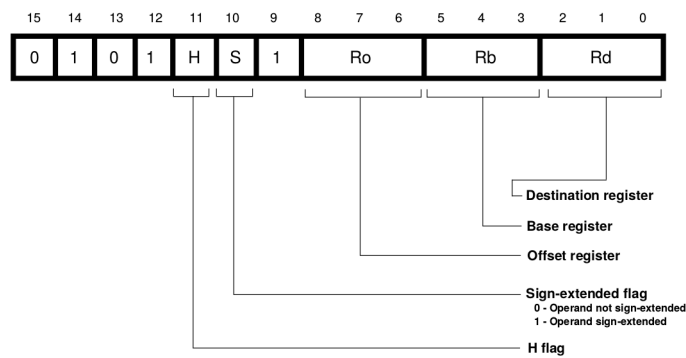 15 14 13 12 11 10 9 8 7 6 5 4 3 2 1 0
0 1 0 1 H S 1 Ro Rb Rd
Destination register
Base register
Offset register
Sign-extended flag
0 - Operand not sign-extended
1 - Operand sign-extended
H flag